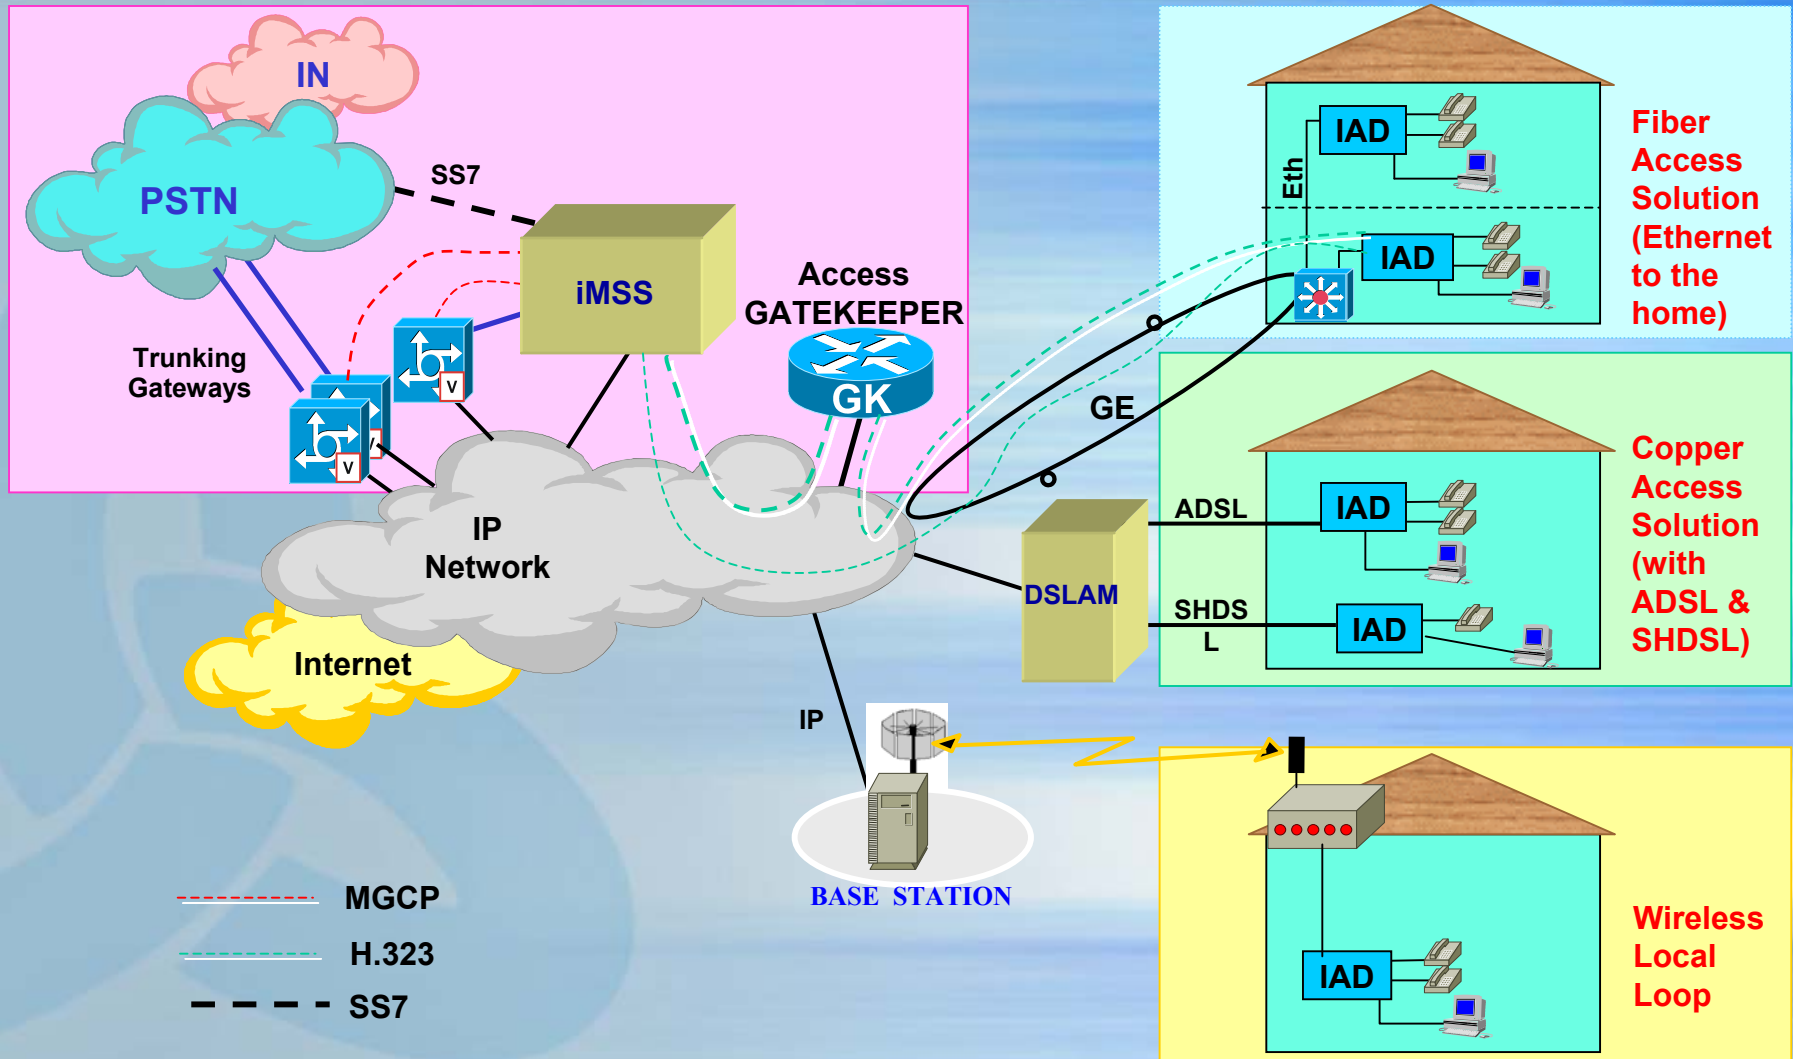 IN
PSTN
SS7
iMSS
Access
GATEKEEPER
GK
Trunking
Gateways
V
V
V
IP
Network
Internet
GE
DSLAM
ADSL
SHDS
L
IP
BASE STATION
Eth
IAD
IAD
Fiber
Access
Solution
(Ethernet
to the
home)
IAD
IAD
Copper
Access
Solution
(with
ADSL &
SHDSL)
IAD
Wireless
Local
Loop
MGCP
H.323
SS7